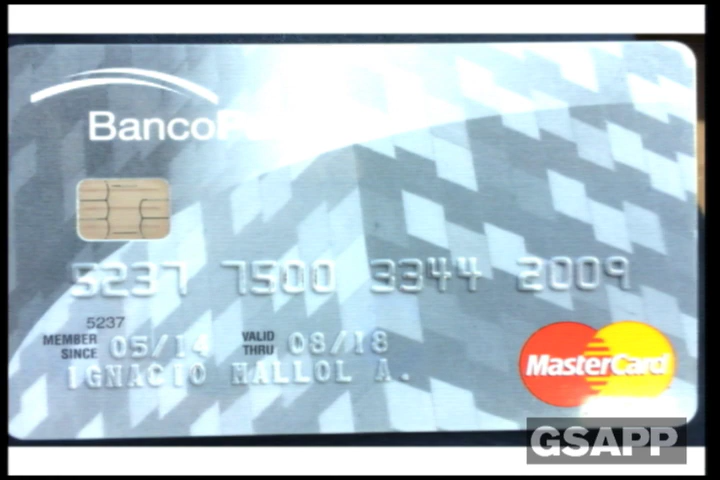 Banco
5237 7500 3344 2009
5237
MEMBER SINCE 05/14 VALID THRU 08/18
IGNACIO MALLOL A.
MasterCard
GSAPP